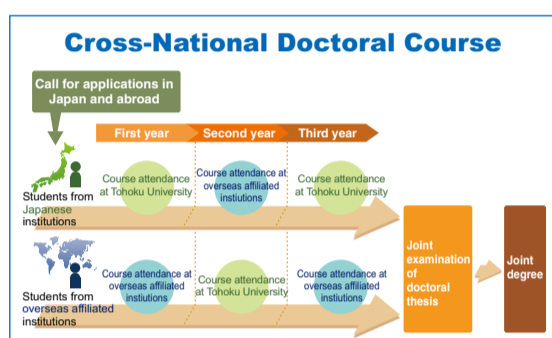 Cross-National Doctoral Course
Call for applications in
Japan and abroad
First year
Second year
Third year
Students from
Japanese
institutions
Course attendance
at Tohoku University
Course attendance at
overseas affiliated
instiutions
Course attendance
at Tohoku University
Students from
overseas affiliated
institutions
Course attendance at
overseas affiliated
instiutions
Course attendance
at Tohoku University
Course attendance at
overseas affiliated
instiutions
Joint
examination
of
doctoral
thesis
Joint
degree